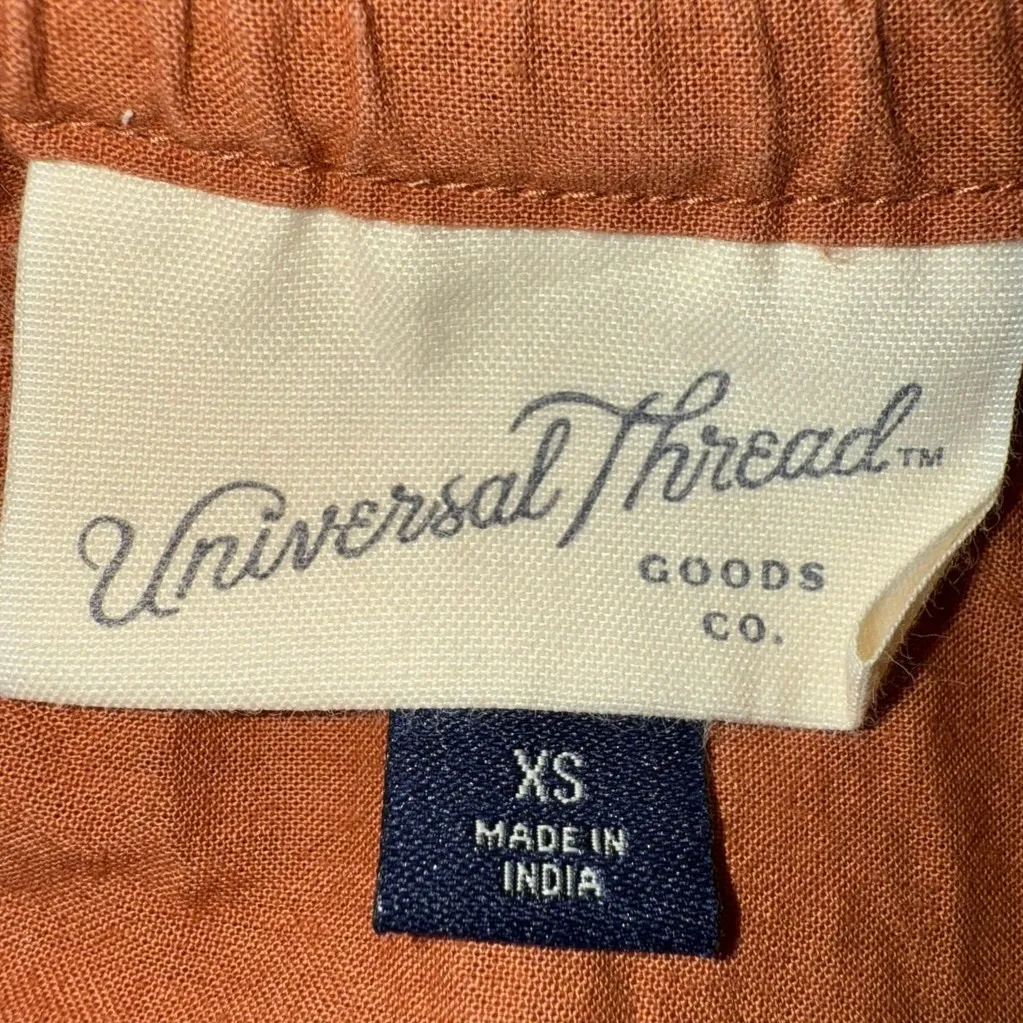 Universal Thread™
GOODS
CO.
XS
MADE IN
INDIA